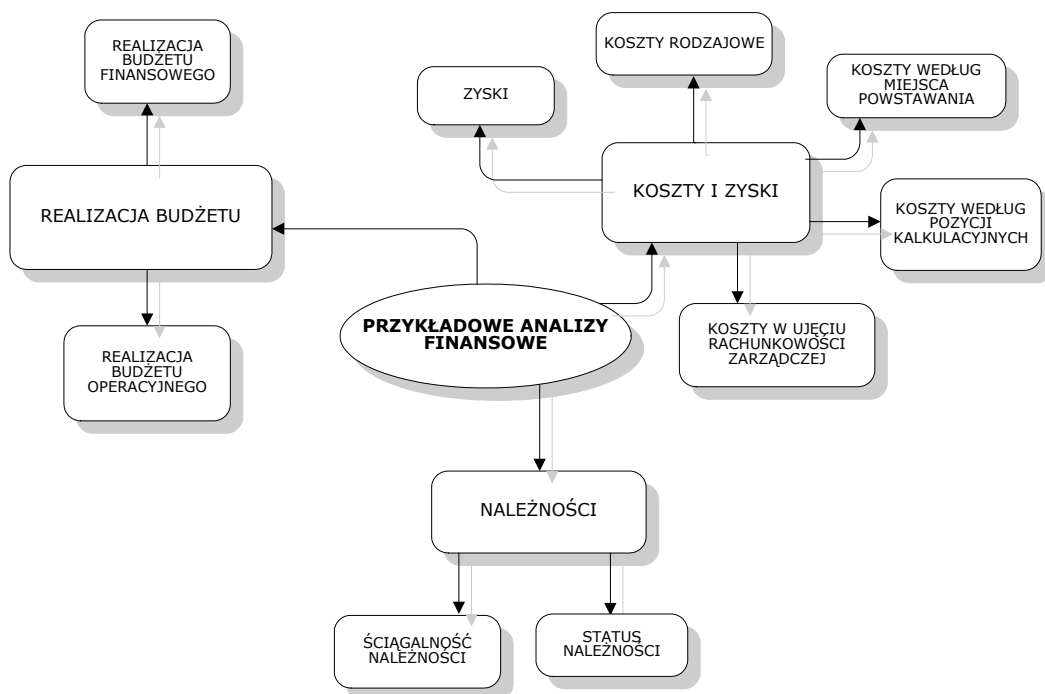 REALIZACJA
BUDŻETU
FINANSOWEGO
KOSZTY RODZAJOWE
ZYSKI
KOSZTY WEDŁUG
MIEJSCA
POWSTAWANIA
REALIZACJA BUDŻETU
KOSZTY I ZYSKI
KOSZTY WEDŁUG
POZYCJI
KALKULACYJNYCH
PRZYKŁADOWE ANALIZY
FINANSOWE
KOSZTY W UJĘCIU
RACHUNKOWOŚCI
ZARZĄDCZEJ
REALIZACJA
BUDŻETU
OPERACYJNEGO
NALEŻNOŚCI
ŚCIĄGALNOŚĆ
NALEŻNOŚCI
STATUS
NALEŻNOŚCI